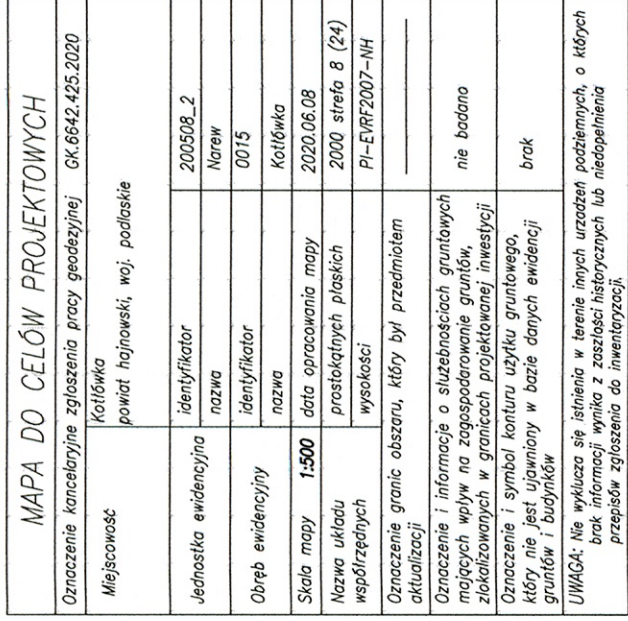 MAPA DO CELÓW PROJEKTOWYCH
Oznaczenie kancelaryjne zgłoszenia pracy geodezyjnej GK.6642.425.2020
Miejscowość Kotłówka
powiat hajnowski, woj. podlaskie
Jednostka ewidencyjna identyfikator 200508_2
nazwa Narew
Obręb ewidencyjny identyfikator 0015
nazwa Kotłówka
Skala mapy 1:500 data opracowania mapy 2020.06.08
Nazwa układu współrzędnych prostokątnych płaskich 2000 strefa 8 (24)
wysokości Pl-EVRF2007-NH
Oznaczenie granic obszaru, który był przedmiotem
aktualizacji
Oznaczenie i informacje o służebnościach gruntowych
mających wpływ na zagospodarowanie gruntów,
zlokalizowanych w granicach projektowanej inwestycji
nie badano
Oznaczenie i symbol konturu użytku gruntowego,
który nie jest ujawniony w bazie danych ewidencji
gruntów i budynków
brak
UWAGA: Nie wyklucza się istnienia w terenie innych urządzeń podziemnych, o których
brak informacji wynika z zaszłości historycznych lub niedopełnienia
przepisów zgłoszenia do inwentaryzacji.